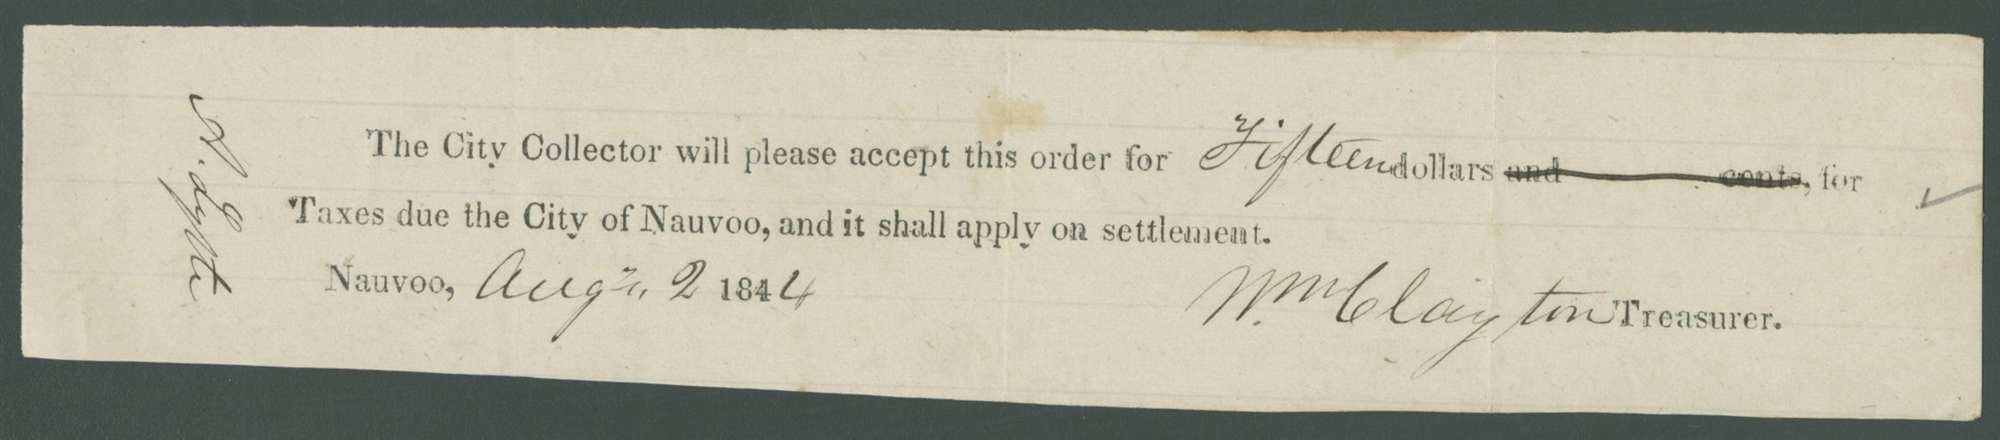 A. Lytle
The City Collector will please accept this order for Fifteen dollars and cents, for
Taxes due the City of Nauvoo, and it shall apply on settlement.
Nauvoo, Augt. 2 1844
Wm Clayton Treasurer.